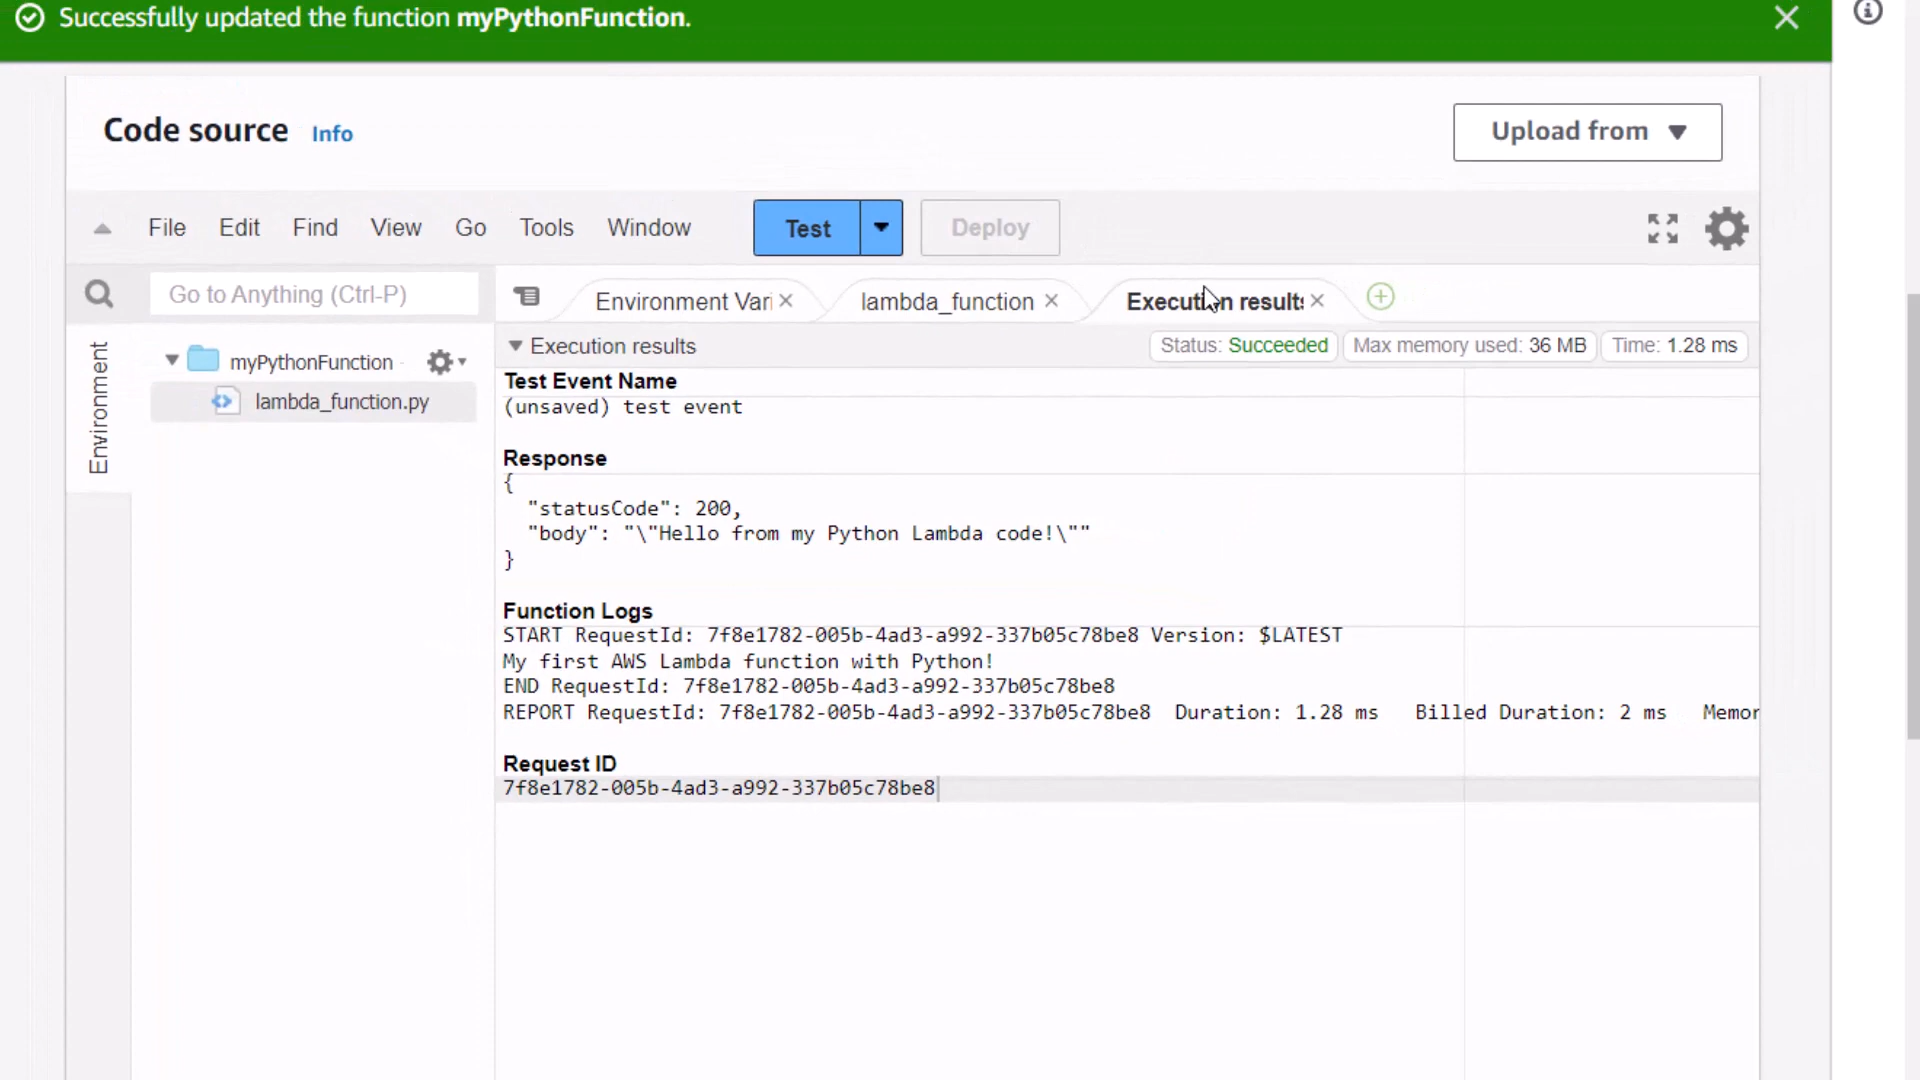 Successfully updated the function myPythonFunction.
Code source Info
Upload from
File Edit Find View Go Tools Window Test Deploy
Go to Anything (Ctrl-P)
Environment Vari lambda_function Execution results
Environment
myPythonFunction
lambda_function.py
Execution results
Status: Succeeded Max memory used: 36 MB Time: 1.28 ms
Test Event Name
(unsaved) test event
Response
{
"statusCode": 200,
"body": "\"Hello from my Python Lambda code!\""
}
Function Logs
START RequestId: 7f8e1782-005b-4ad3-a992-337b05c78be8 Version: $LATEST
My first AWS Lambda function with Python!
END RequestId: 7f8e1782-005b-4ad3-a992-337b05c78be8
REPORT RequestId: 7f8e1782-005b-4ad3-a992-337b05c78be8 Duration: 1.28 ms Billed Duration: 2 ms Memor
Request ID
7f8e1782-005b-4ad3-a992-337b05c78be8